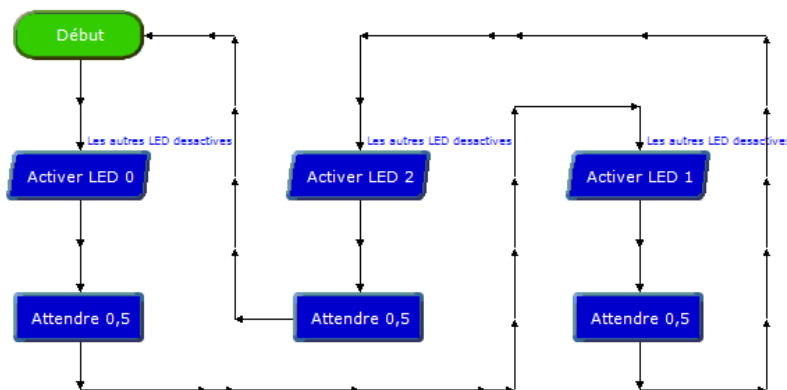 Début
Les autres LED desactives
Les autres LED desactives
Les autres LED desactives
Activer LED 0
Activer LED 2
Activer LED 1
Attendre 0,5
Attendre 0,5
Attendre 0,5